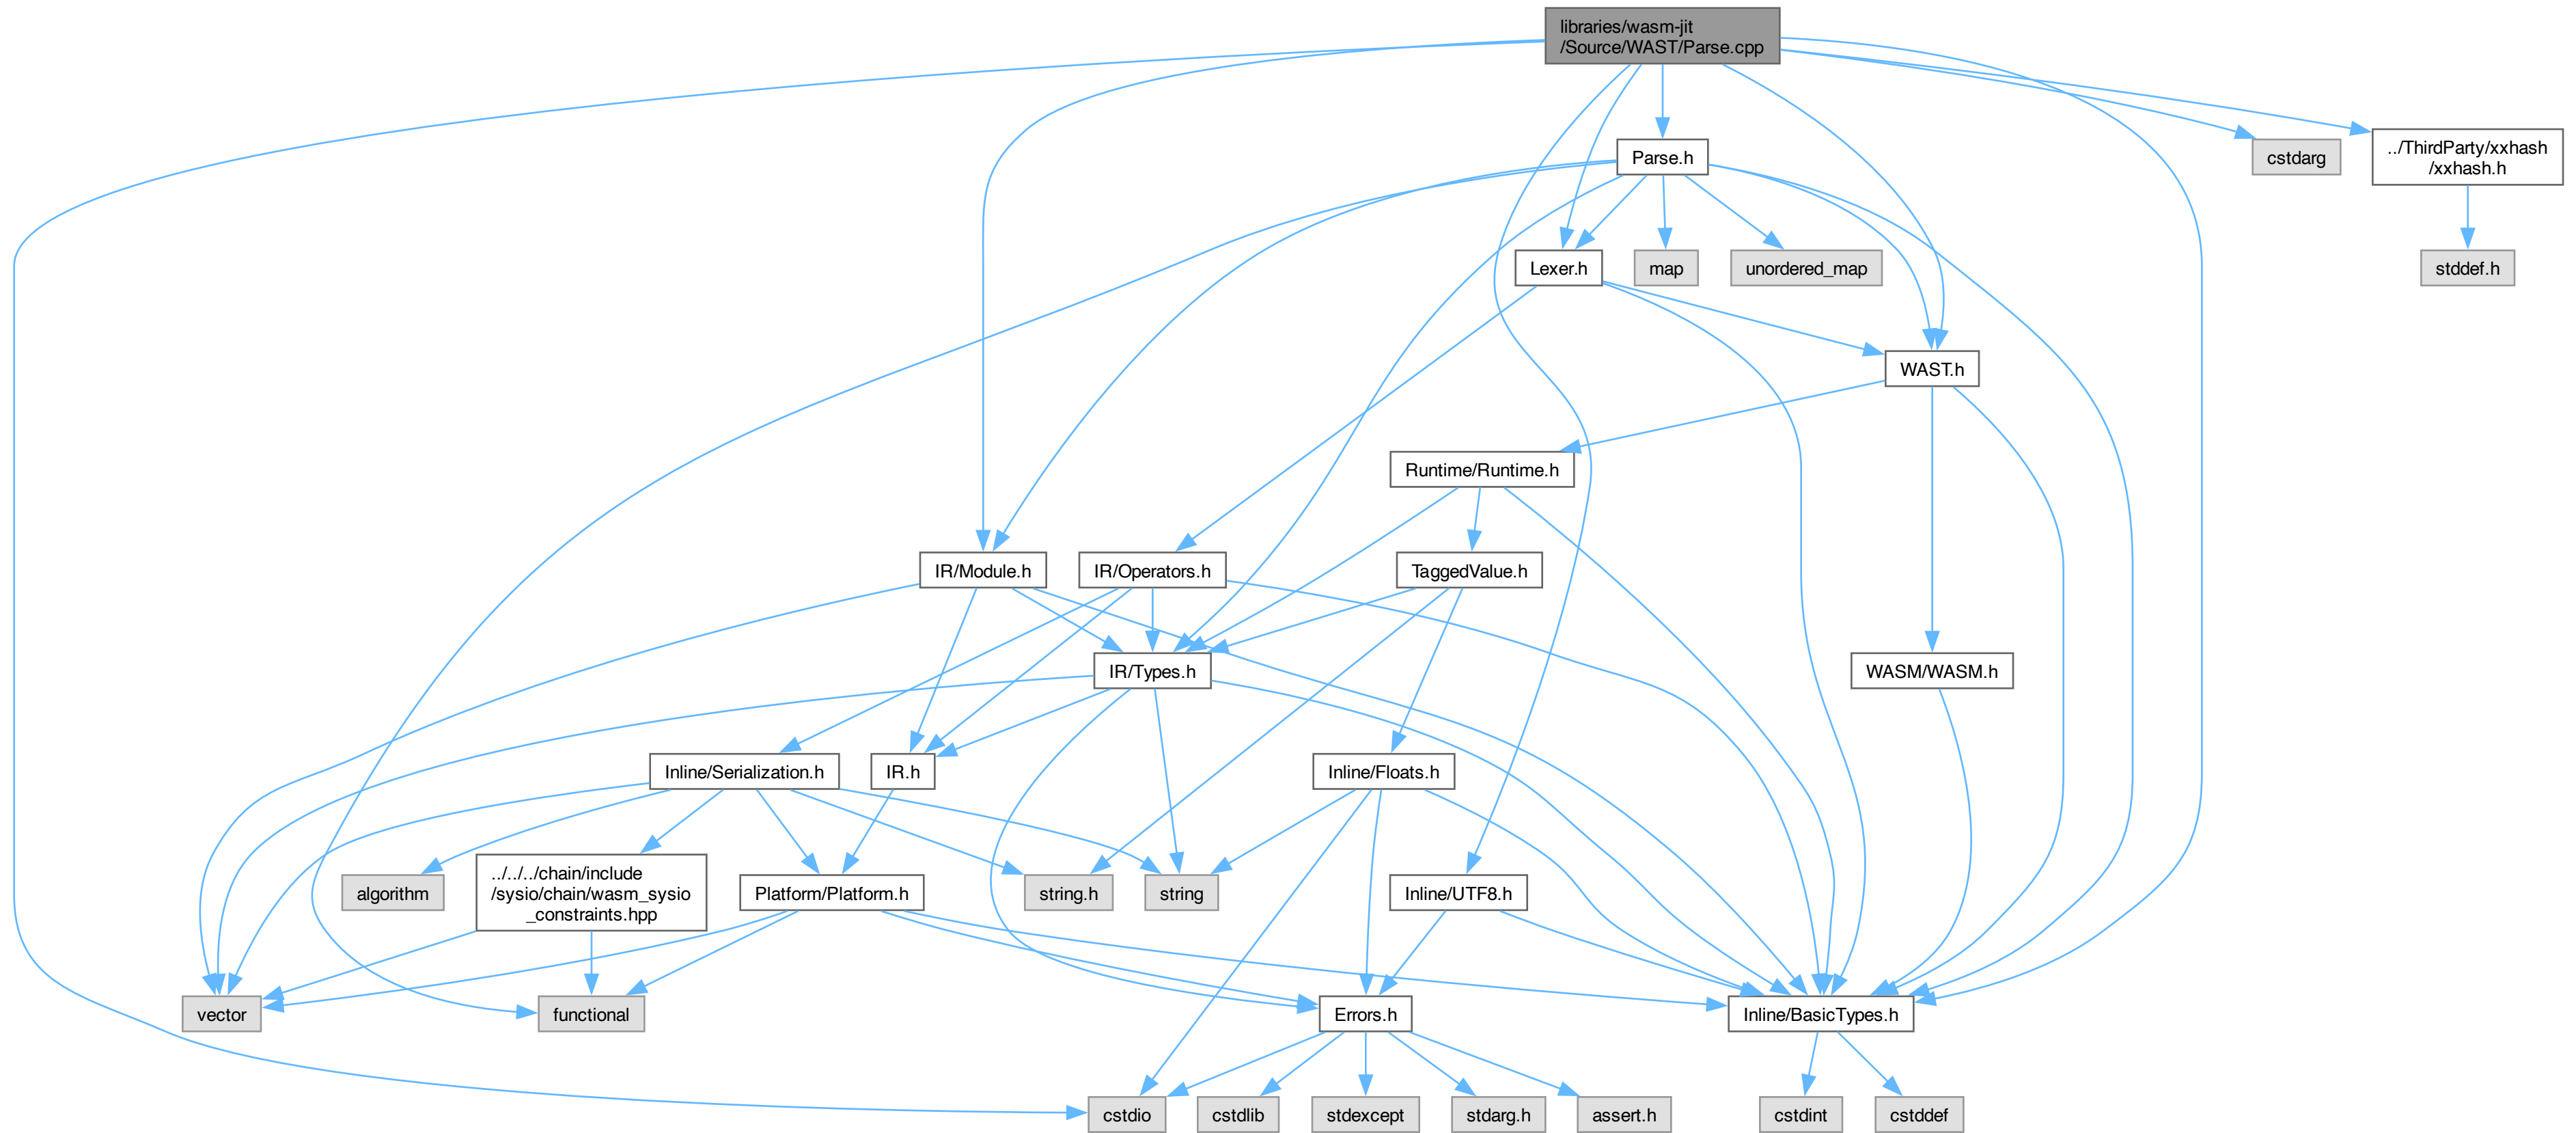 libraries/wasm-jit
/Source/WAST/Parse.cpp
Parse.h
cstdarg
../ThirdParty/xxhash
/xxhash.h
Lexer.h
map
unordered_map
stddef.h
WAST.h
Runtime/Runtime.h
IR/Module.h
IR/Operators.h
TaggedValue.h
IR/Types.h
WASM/WASM.h
Inline/Serialization.h
IR.h
Inline/Floats.h
algorithm
../../../chain/include
/sysio/chain/wasm_sysio
_constraints.hpp
Platform/Platform.h
string.h
string
Inline/UTF8.h
vector
functional
Errors.h
Inline/BasicTypes.h
cstdio
cstdlib
stdexcept
stdarg.h
assert.h
cstdint
cstddef